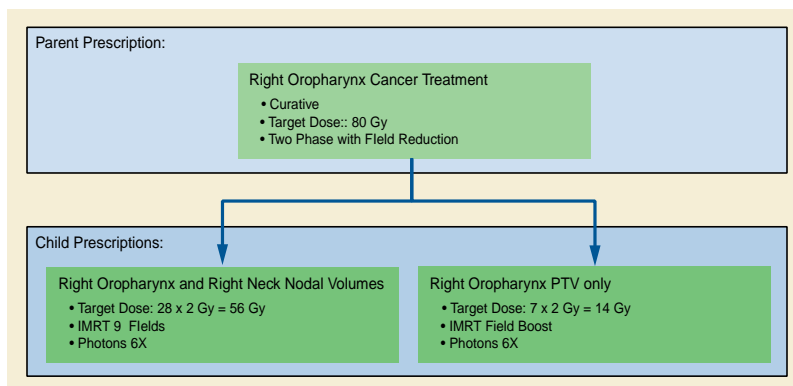 Parent Prescription:
Right Oropharynx Cancer Treatment
• Curative
• Target Dose:: 80 Gy
• Two Phase with FIeld Reduction
Child Prescriptions:
Right Oropharynx and Right Neck Nodal Volumes
• Target Dose: 28 x 2 Gy = 56 Gy
• IMRT 9 FIelds
• Photons 6X
Right Oropharynx PTV only
• Target Dose: 7 x 2 Gy = 14 Gy
• IMRT Field Boost
• Photons 6X